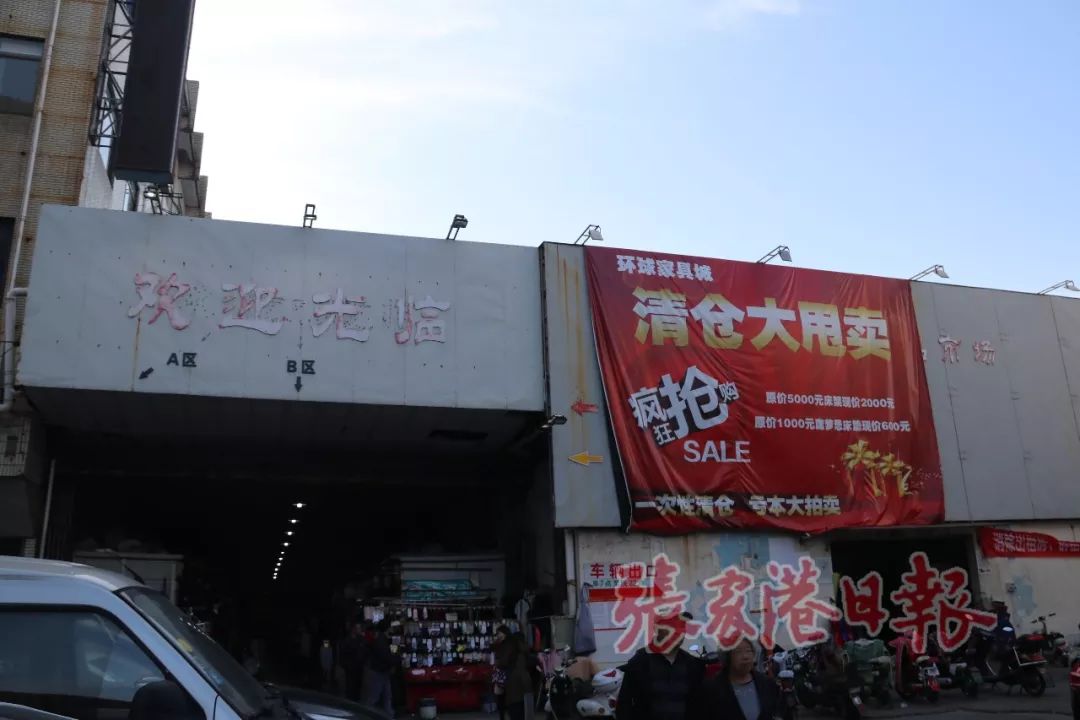 欢迎光临
A区
B区
环球家具城
清仓大甩卖
疯狂抢购
SALE
原价5000元床垫现价2000元
原价1000元席梦思床垫现价600元
一次性清仓 亏本大拍卖
市场
车辆出口
张家港日報